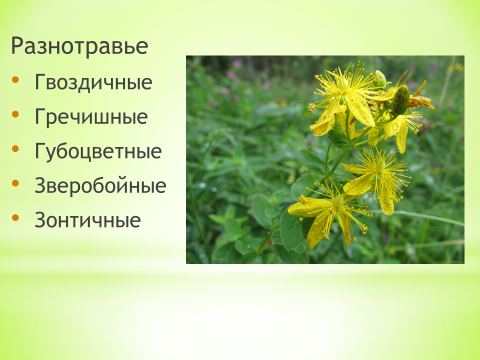 Разнотравье
• Гвоздичные
• Гречишные
• Губоцветные
• Зверобойные
• Зонтичные